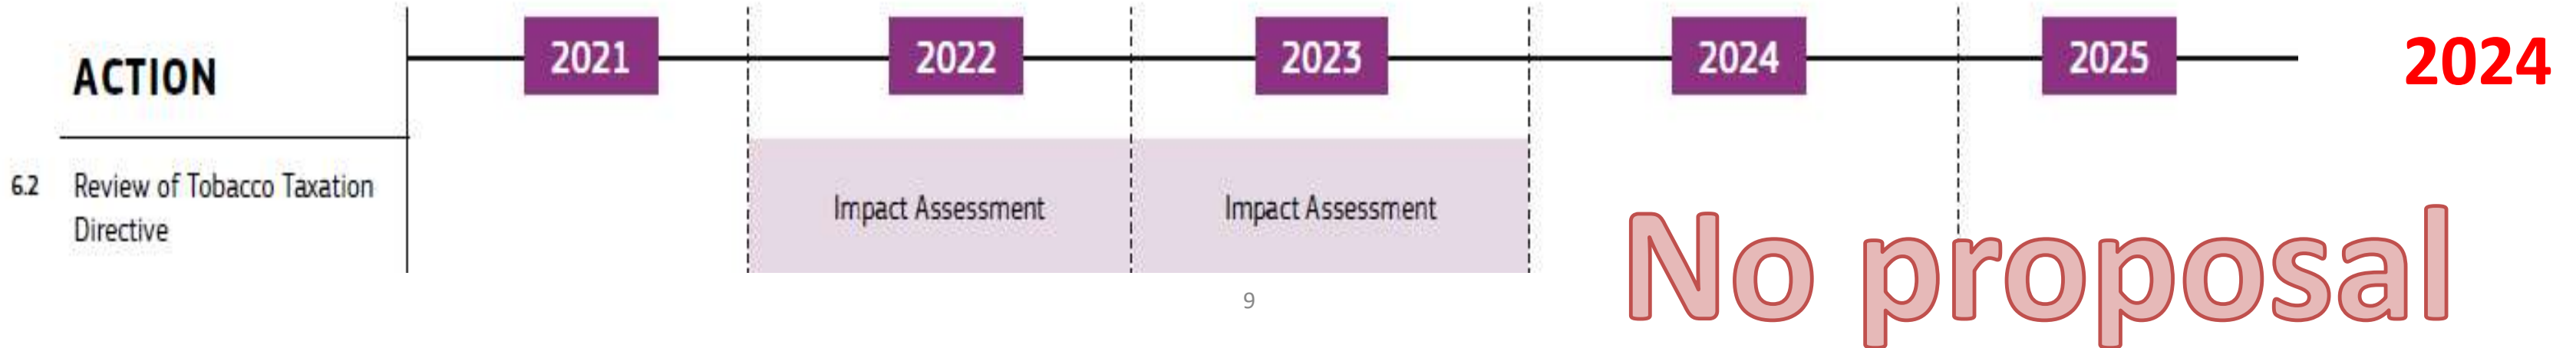 ACTION
2021
2022
2023
2024
2025
2024
6.2 Review of Tobacco Taxation
Directive
Impact Assessment
Impact Assessment
No proposal
9